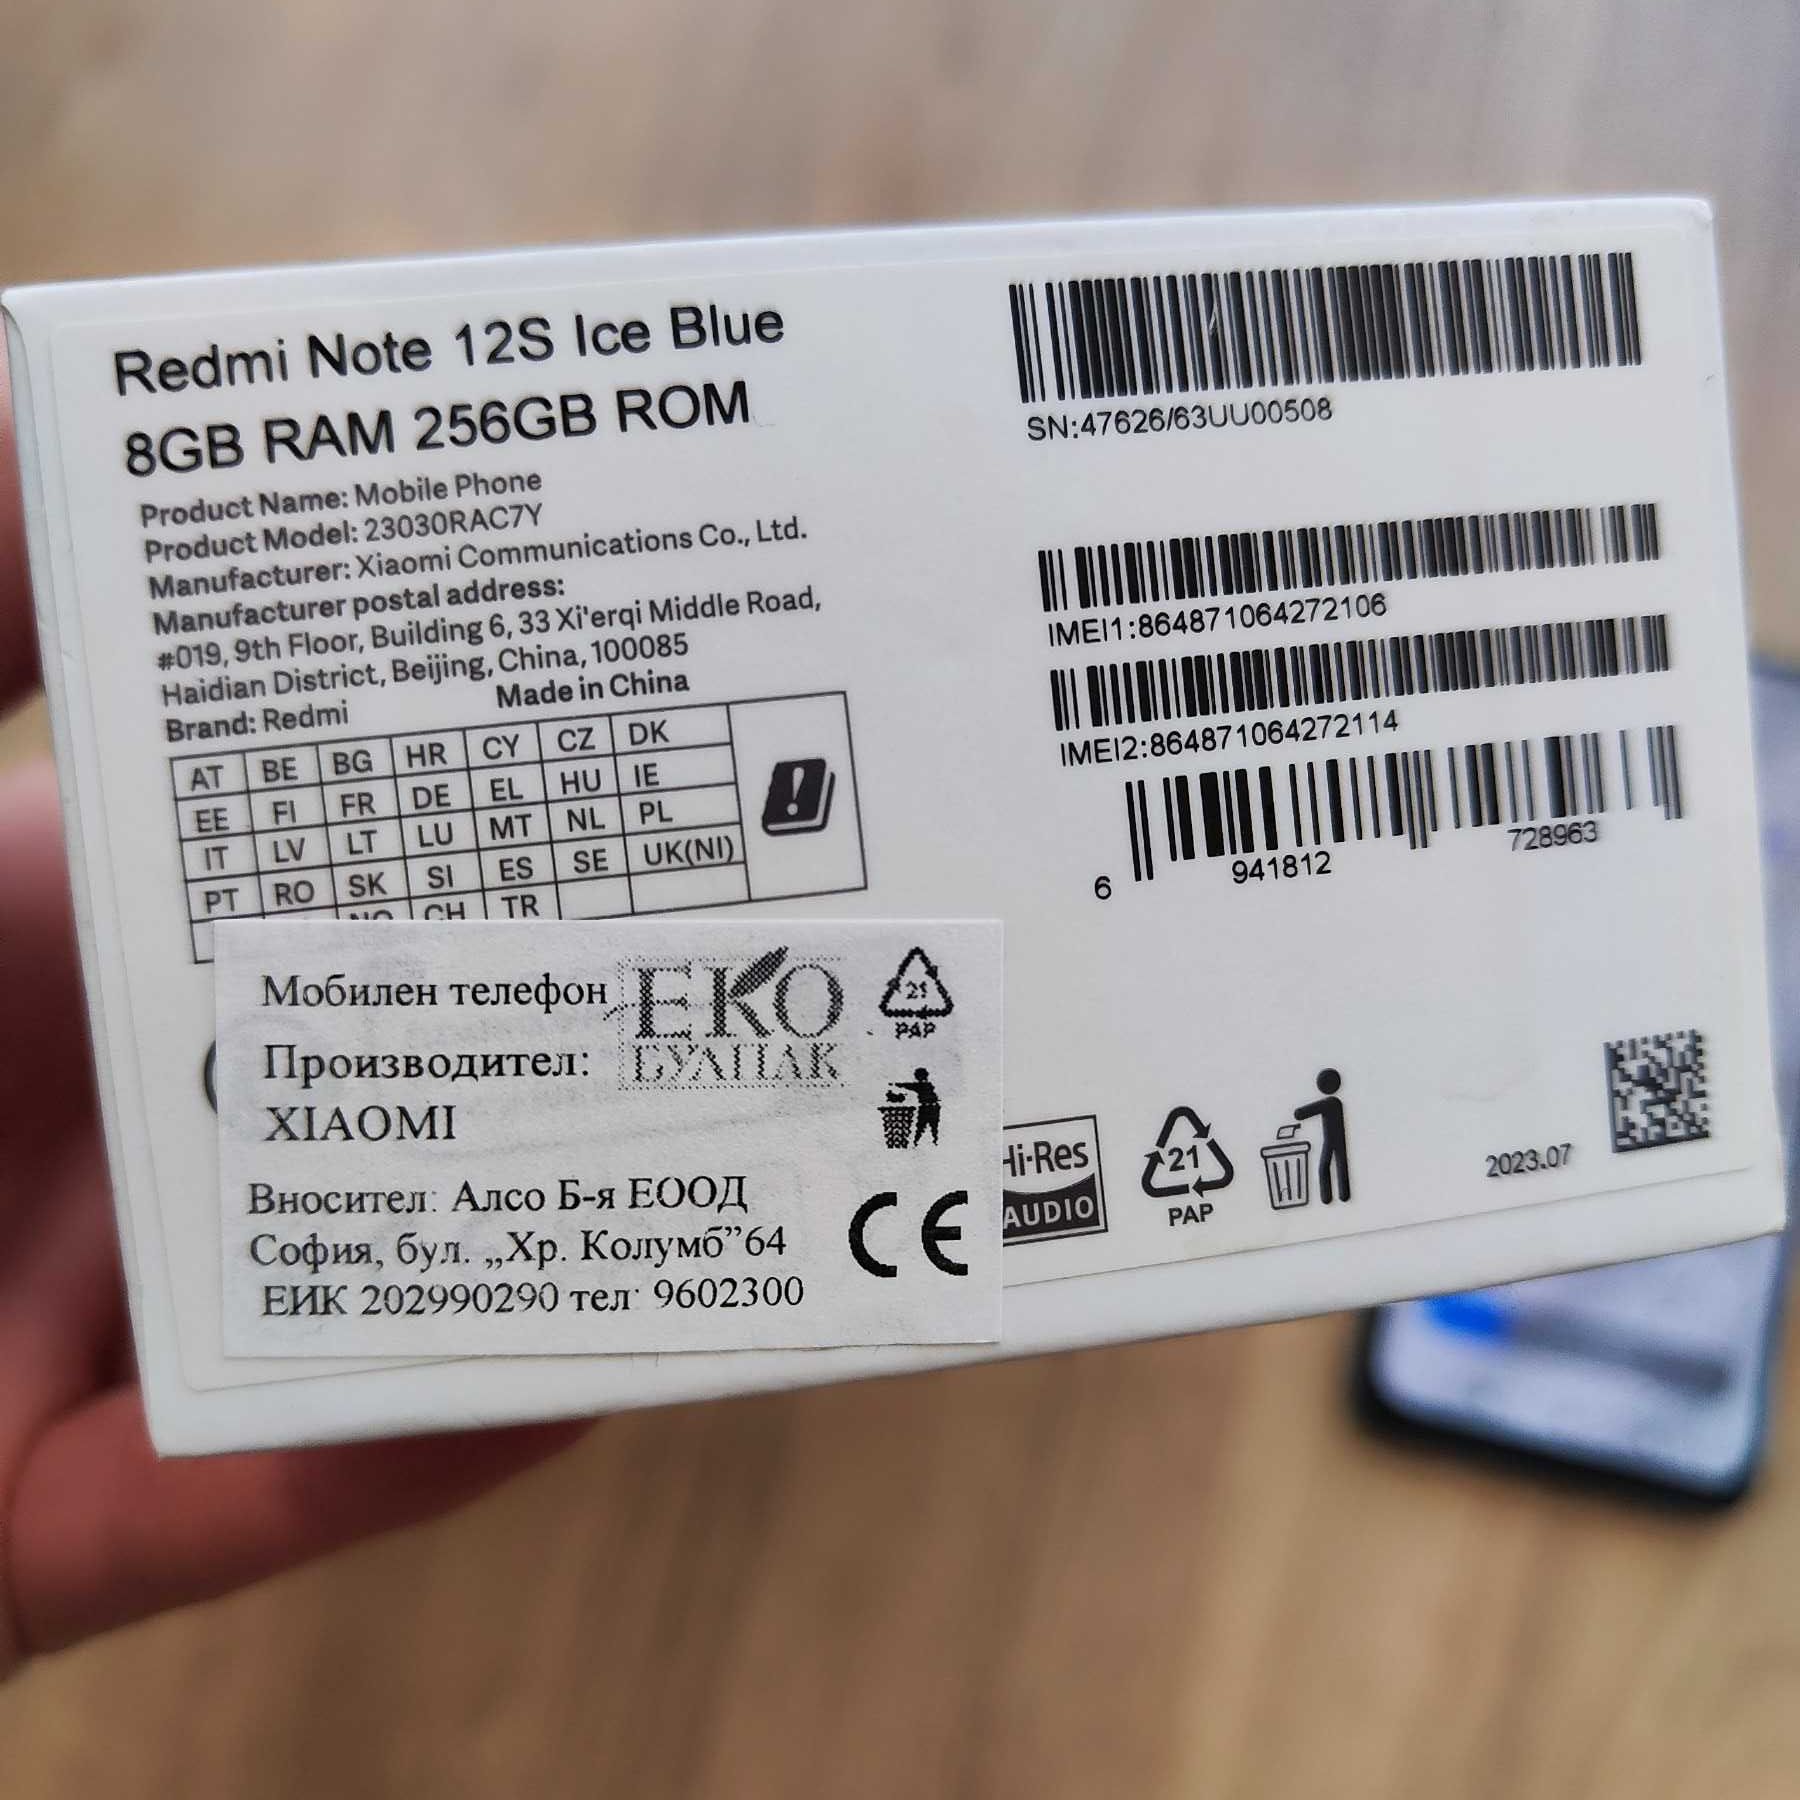 Redmi Note 12S Ice Blue
8GB RAM 256GB ROM
Product Name: Mobile Phone
Product Model: 23030RAC7Y
Manufacturer: Xiaomi Communications Co., Ltd.
Manufacturer postal address:
#019, 9th Floor, Building 6, 33 Xi'erqi Middle Road,
Haidian District, Beijing, China, 100085
Brand: Redmi
Made in China
AT BE BG HR CY CZ DK
EE FI FR DE EL HU IE
IT LV LT LU MT NL PL
PT RO SK SI ES SE UK(NI)
NO CH TR
SN:47626/63UU00508
IMEI1:864871064272106
IMEI2:864871064272114
6 941812 728963
Мобилен телефон
ЕКО
БУЛПАК
21
PAP
Производител:
XIAOMI
Вносител: Алсо Б-я ЕООД
София, бул. „Хр. Колумб”64
ЕИК 202990290 тел: 9602300
CE
Hi-Res
AUDIO
21
PAP
2023.07